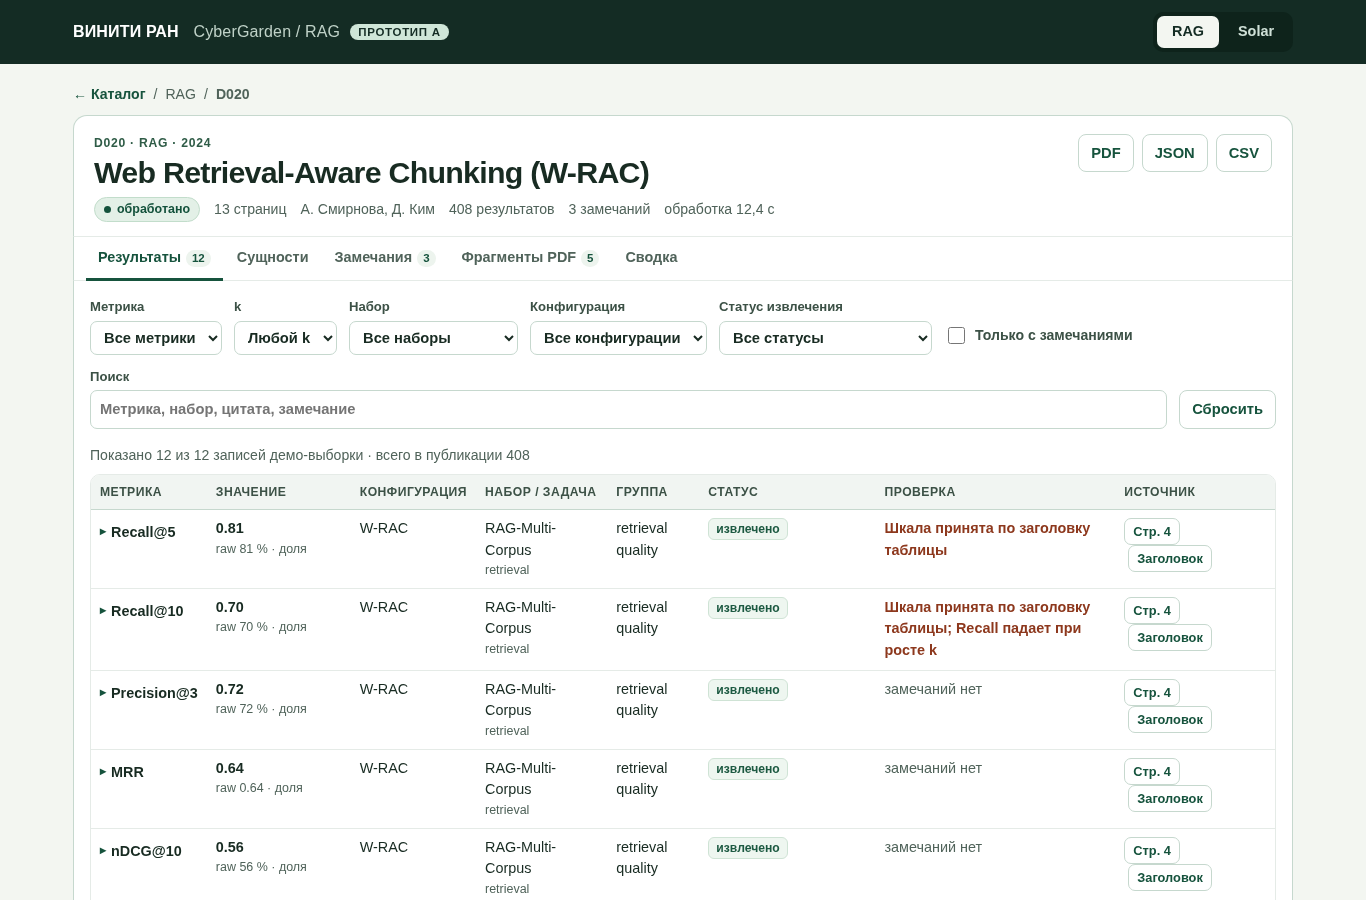 ВИНИТИ РАН CyberGarden / RAG ПРОТОТИП A RAG Solar
← Каталог / RAG / D020
D020 · RAG · 2024
Web Retrieval-Aware Chunking (W-RAC)
PDF JSON CSV
обработано 13 страниц А. Смирнова, Д. Ким 408 результатов 3 замечаний обработка 12,4 с
Результаты 12 Сущности Замечания 3 Фрагменты PDF 5 Сводка
Метрика k Набор Конфигурация Статус извлечения
Все метрики Любой k Все наборы Все конфигурации Все статусы Только с замечаниями
Поиск
Метрика, набор, цитата, замечание Сбросить
Показано 12 из 12 записей демо-выборки · всего в публикации 408
МЕТРИКА ЗНАЧЕНИЕ КОНФИГУРАЦИЯ НАБОР / ЗАДАЧА ГРУППА СТАТУС ПРОВЕРКА ИСТОЧНИК
▸ Recall@5 0.81 W-RAC RAG-Multi- retrieval извлечено Шкала принята по заголовку Стр. 4
raw 81 % · доля Corpus quality таблицы Заголовок
retrieval
▸ Recall@10 0.70 W-RAC RAG-Multi- retrieval извлечено Шкала принята по заголовку Стр. 4
raw 70 % · доля Corpus quality таблицы; Recall падает при Заголовок
retrieval росте k
▸ Precision@3 0.72 W-RAC RAG-Multi- retrieval извлечено замечаний нет Стр. 4
raw 72 % · доля Corpus quality Заголовок
retrieval
▸ MRR 0.64 W-RAC RAG-Multi- retrieval извлечено замечаний нет Стр. 4
raw 0.64 · доля Corpus quality Заголовок
retrieval
▸ nDCG@10 0.56 W-RAC RAG-Multi- retrieval извлечено замечаний нет Стр. 4
raw 56 % · доля Corpus quality Заголовок
retrieval